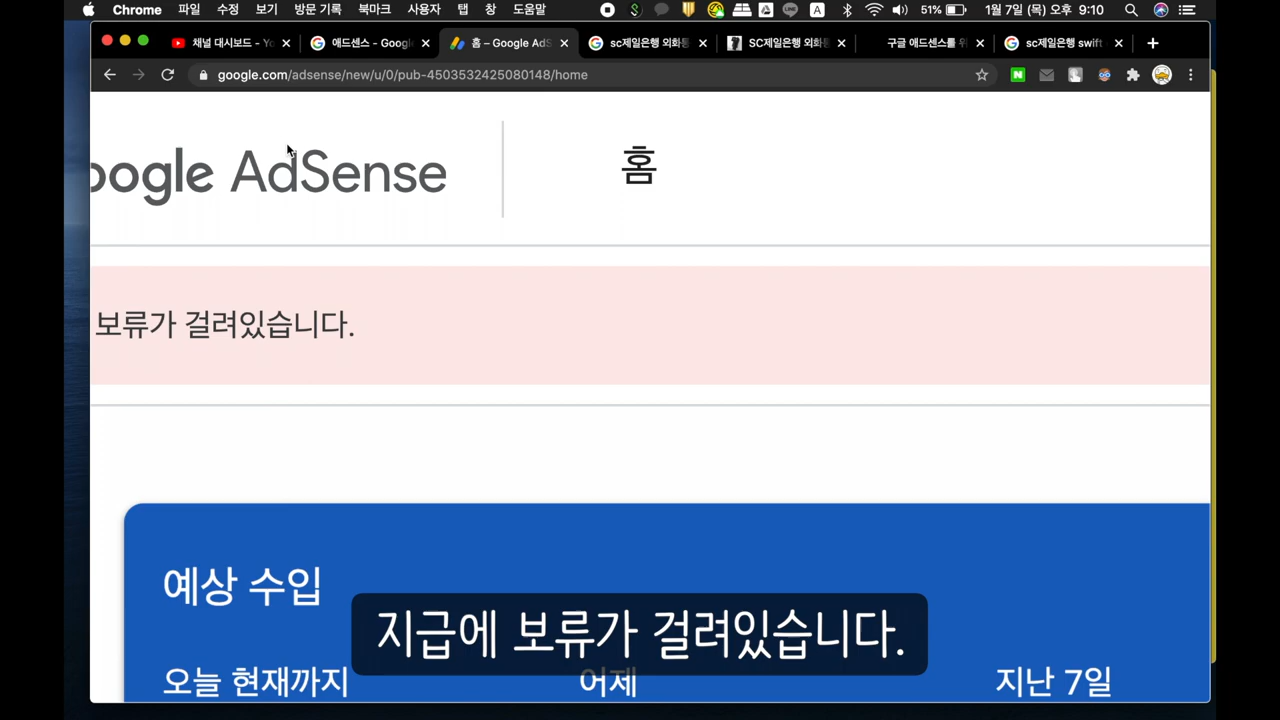 Chrome 파일 수정 보기 방문 기록 북마크 사용자 탭 창 도움말 A 51% 1월 7일 (목) 오후 9:10
채널 대시보드 - Yo 애드센스 - Google 홈 – Google AdS sc제일은행 외화통 SC제일은행 외화통 구글 애드센스를 위 sc제일은행 swift
google.com/adsense/new/u/0/pub-4503532425080148/home
oogle AdSense 홈
보류가 걸려있습니다.
예상 수입
지급에 보류가 걸려있습니다.
오늘 현재까지 어제 지난 7일